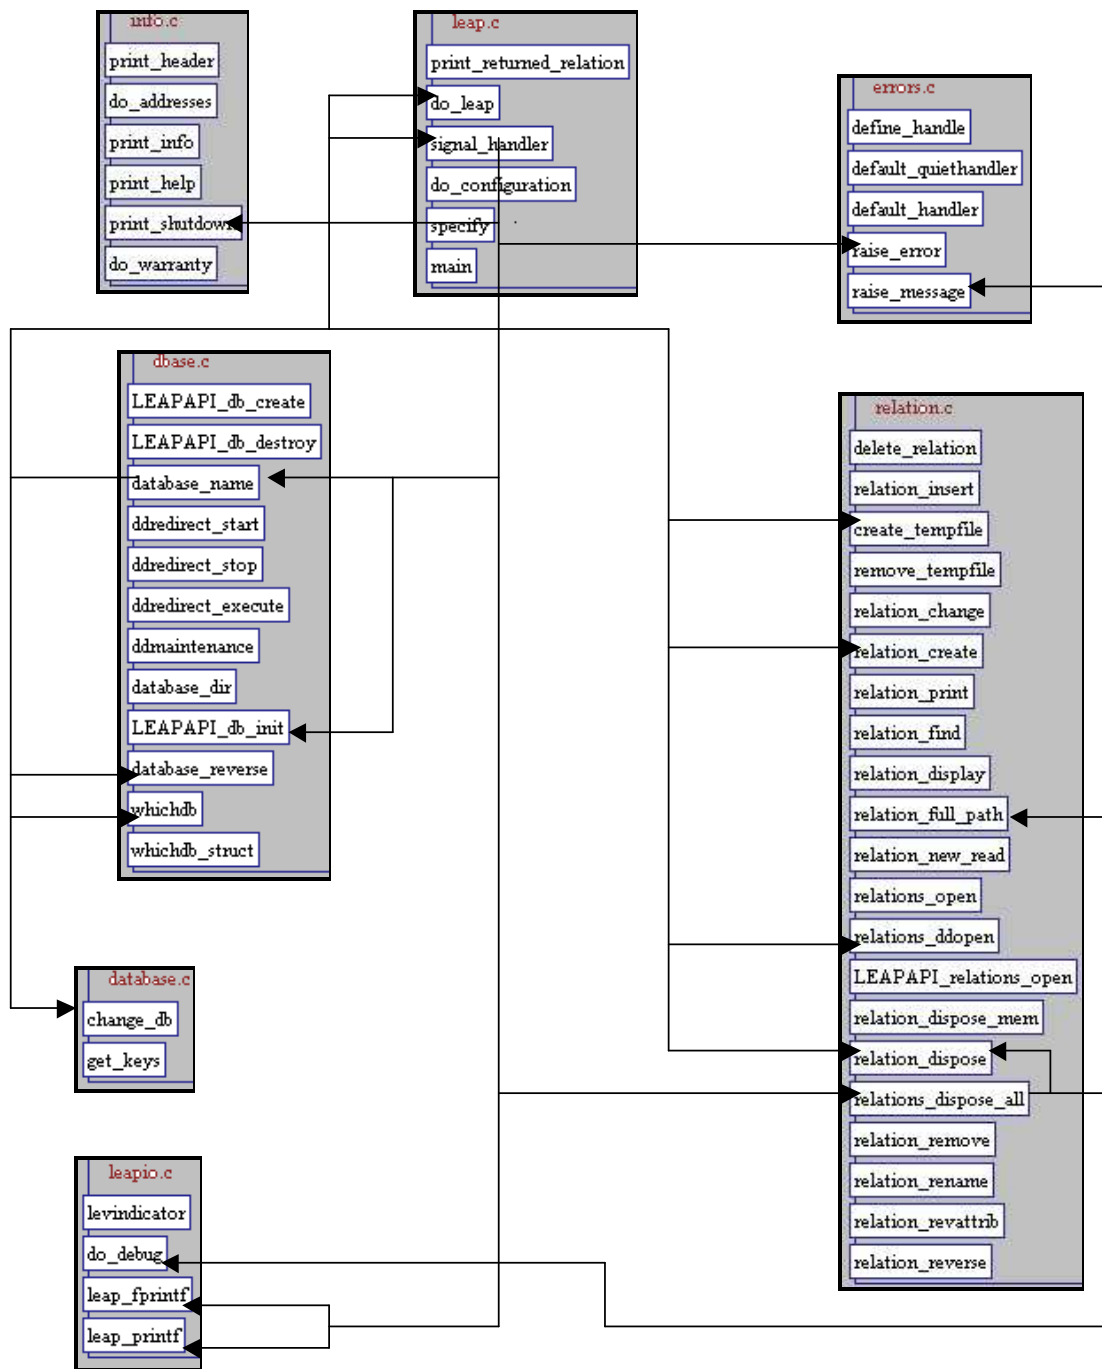 info.c
print_header
do_addresses
print_info
print_help
print_shutdown
do_warranty
leap.c
print_returned_relation
do_leap
signal_handler
do_configuration
specify
main
errors.c
define_handle
default_quiethandler
default_handler
raise_error
raise_message
dbase.c
LEAPAPI_db_create
LEAPAPI_db_destroy
database_name
ddredirect_start
ddredirect_stop
ddredirect_execute
ddmaintenance
database_dir
LEAPAPI_db_init
database_reverse
whichdb
whichdb_struct
relation.c
delete_relation
relation_insert
create_tempfile
remove_tempfile
relation_change
relation_create
relation_print
relation_find
relation_display
relation_full_path
relation_new_read
relations_open
relations_ddopen
LEAPAPI_relations_open
relation_dispose_mem
relation_dispose
relations_dispose_all
relation_remove
relation_rename
relation_revattrib
relation_reverse
database.c
change_db
get_keys
leapio.c
levindicator
do_debug
leap_fprintf
leap_printf